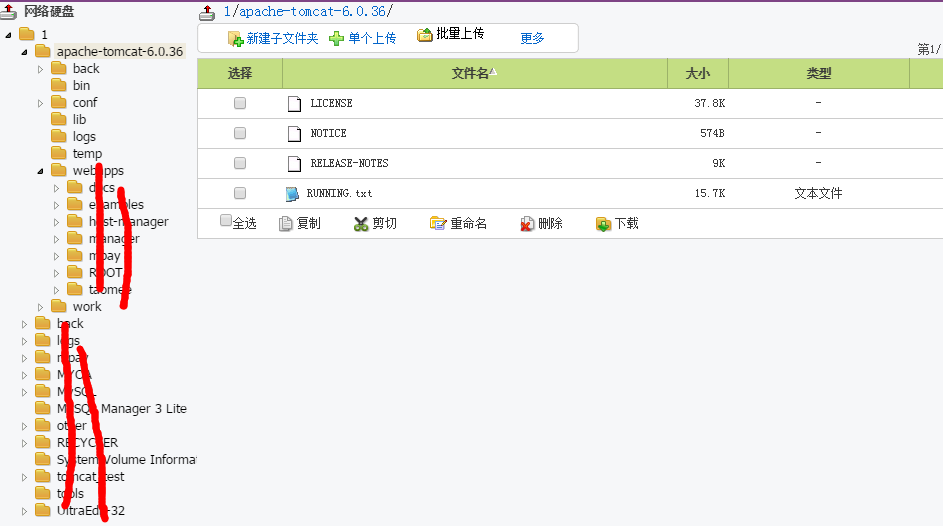 网络硬盘
1
apache-tomcat-6.0.36
back
bin
conf
lib
logs
temp
webapps
docs
examples
host-manager
manager
mpay
ROOT
taomee
work
back
logs
mpay
MYOA
MySQL
MySQL Manager 3 Lite
other
RECYCLER
System Volume Informat
tomcat_test
tools
UltraEdit-32
1/apache-tomcat-6.0.36/
新建子文件夹 单个上传 批量上传 更多
第1/
选择 文件名 大小 类型
LICENSE 37.8K -
NOTICE 574B -
RELEASE-NOTES 9K -
RUNNING.txt 15.7K 文本文件
全选 复制 剪切 重命名 删除 下载